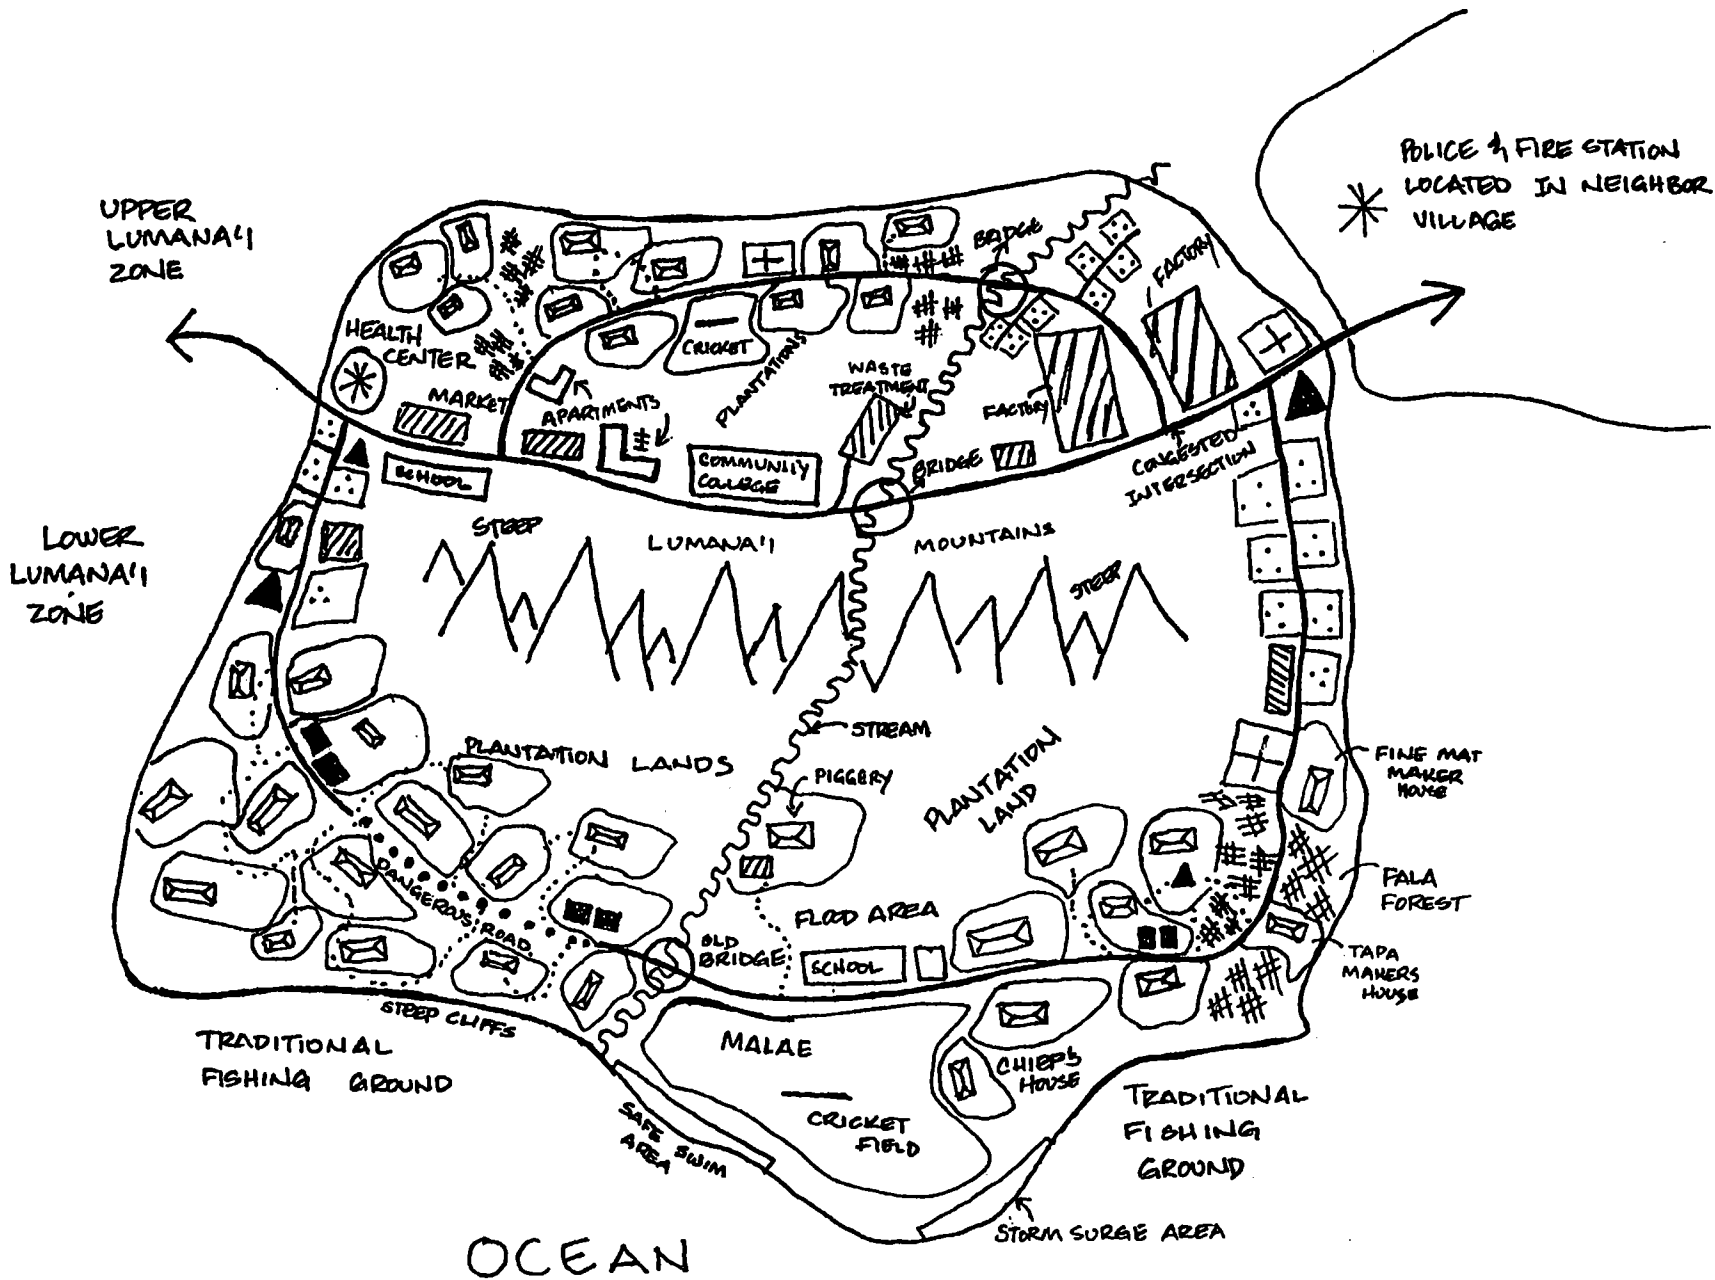 POLICE & FIRE STATION
LOCATED IN NEIGHBOR
VILLAGE
UPPER
LUMANA'I
ZONE
BRIDGE
FACTORY
HEALTH
CENTER
CRICKET
PLANTATIONS
WASTE
TREATMENT
MARKET
APARTMENTS
FACTORY
CONGESTED
INTERSECTION
SCHOOL
COMMUNITY
COLLEGE
BRIDGE
LOWER
LUMANA'I
ZONE
STEEP
LUMANA'I
MOUNTAINS
STEEP
STREAM
PLANTATION LANDS
PIGGERY
PLANTATION
LAND
FINE MAT
MAKER
HOUSE
DANGEROUS ROAD
FALA
FOREST
FLOOD AREA
OLD
BRIDGE
SCHOOL
TAPA
MAKERS
HOUSE
STEEP CLIFFS
TRADITIONAL
FISHING GROUND
MALAE
CHIEF'S
HOUSE
CRICKET
FIELD
SAFE SWIM
AREA
TRADITIONAL
FISHING
GROUND
STORM SURGE AREA
OCEAN